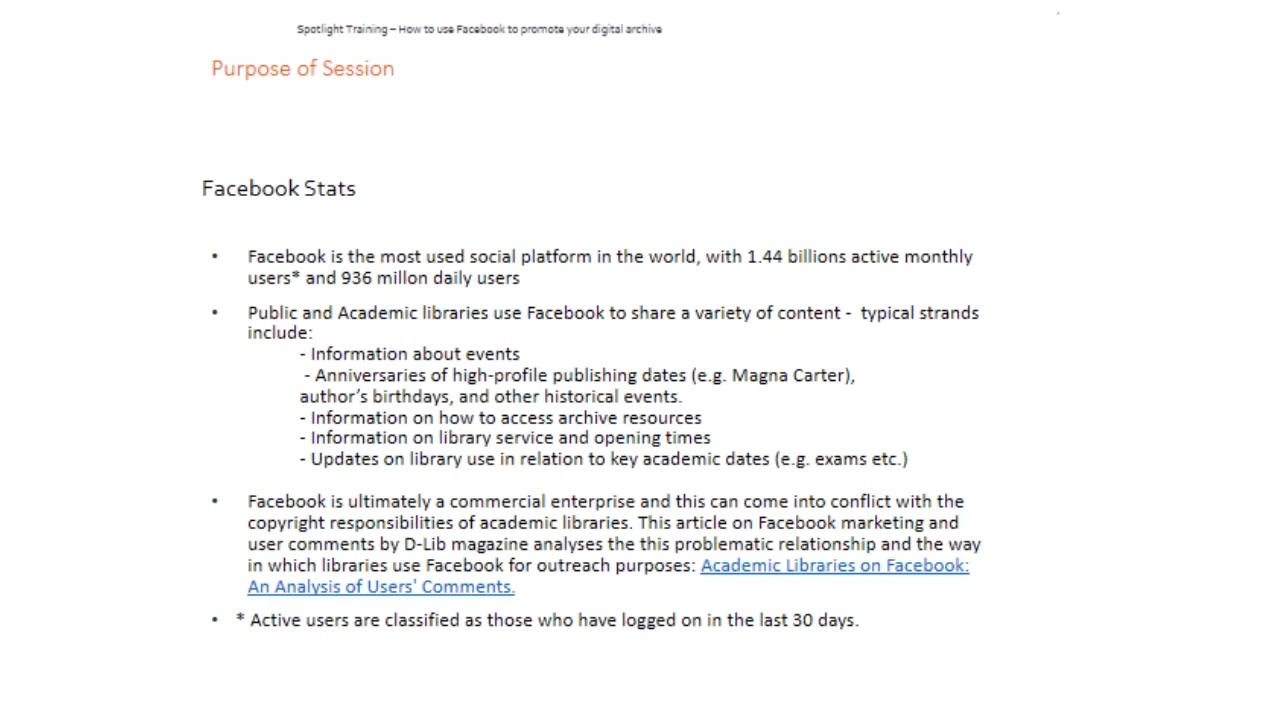 Spotlight Training – How to use Facebook to promote your digital archive
Purpose of Session
Facebook Stats
• Facebook is the most used social platform in the world, with 1.44 billions active monthly
users* and 936 millon daily users
• Public and Academic libraries use Facebook to share a variety of content - typical strands
include:
- Information about events
- Anniversaries of high-profile publishing dates (e.g. Magna Carter),
author's birthdays, and other historical events.
- Information on how to access archive resources
- Information on library service and opening times
- Updates on library use in relation to key academic dates (e.g. exams etc.)
• Facebook is ultimately a commercial enterprise and this can come into conflict with the
copyright responsibilities of academic libraries. This article on Facebook marketing and
user comments by D-Lib magazine analyses the this problematic relationship and the way
in which libraries use Facebook for outreach purposes: Academic Libraries on Facebook:
An Analysis of Users' Comments.
• * Active users are classified as those who have logged on in the last 30 days.